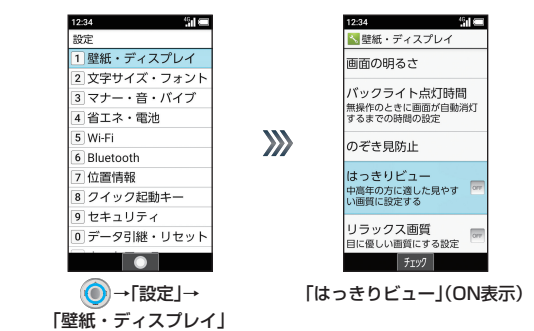 12:34
設定
1 壁紙・ディスプレイ
2 文字サイズ・フォント
3 マナー・音・バイブ
4 省エネ・電池
5 Wi-Fi
6 Bluetooth
7 位置情報
8 クイック起動キー
9 セキュリティ
0 データ引継・リセット
→「設定」→
「壁紙・ディスプレイ」
12:34
壁紙・ディスプレイ
画面の明るさ
バックライト点灯時間
無操作のときに画面が自動消灯
するまでの時間の設定
のぞき見防止
はっきりビュー
中高年の方に適した見やす
い画質に設定する
OFF
リラックス画質
目に優しい画質にする設定
OFF
チェック
「はっきりビュー」(ON表示)